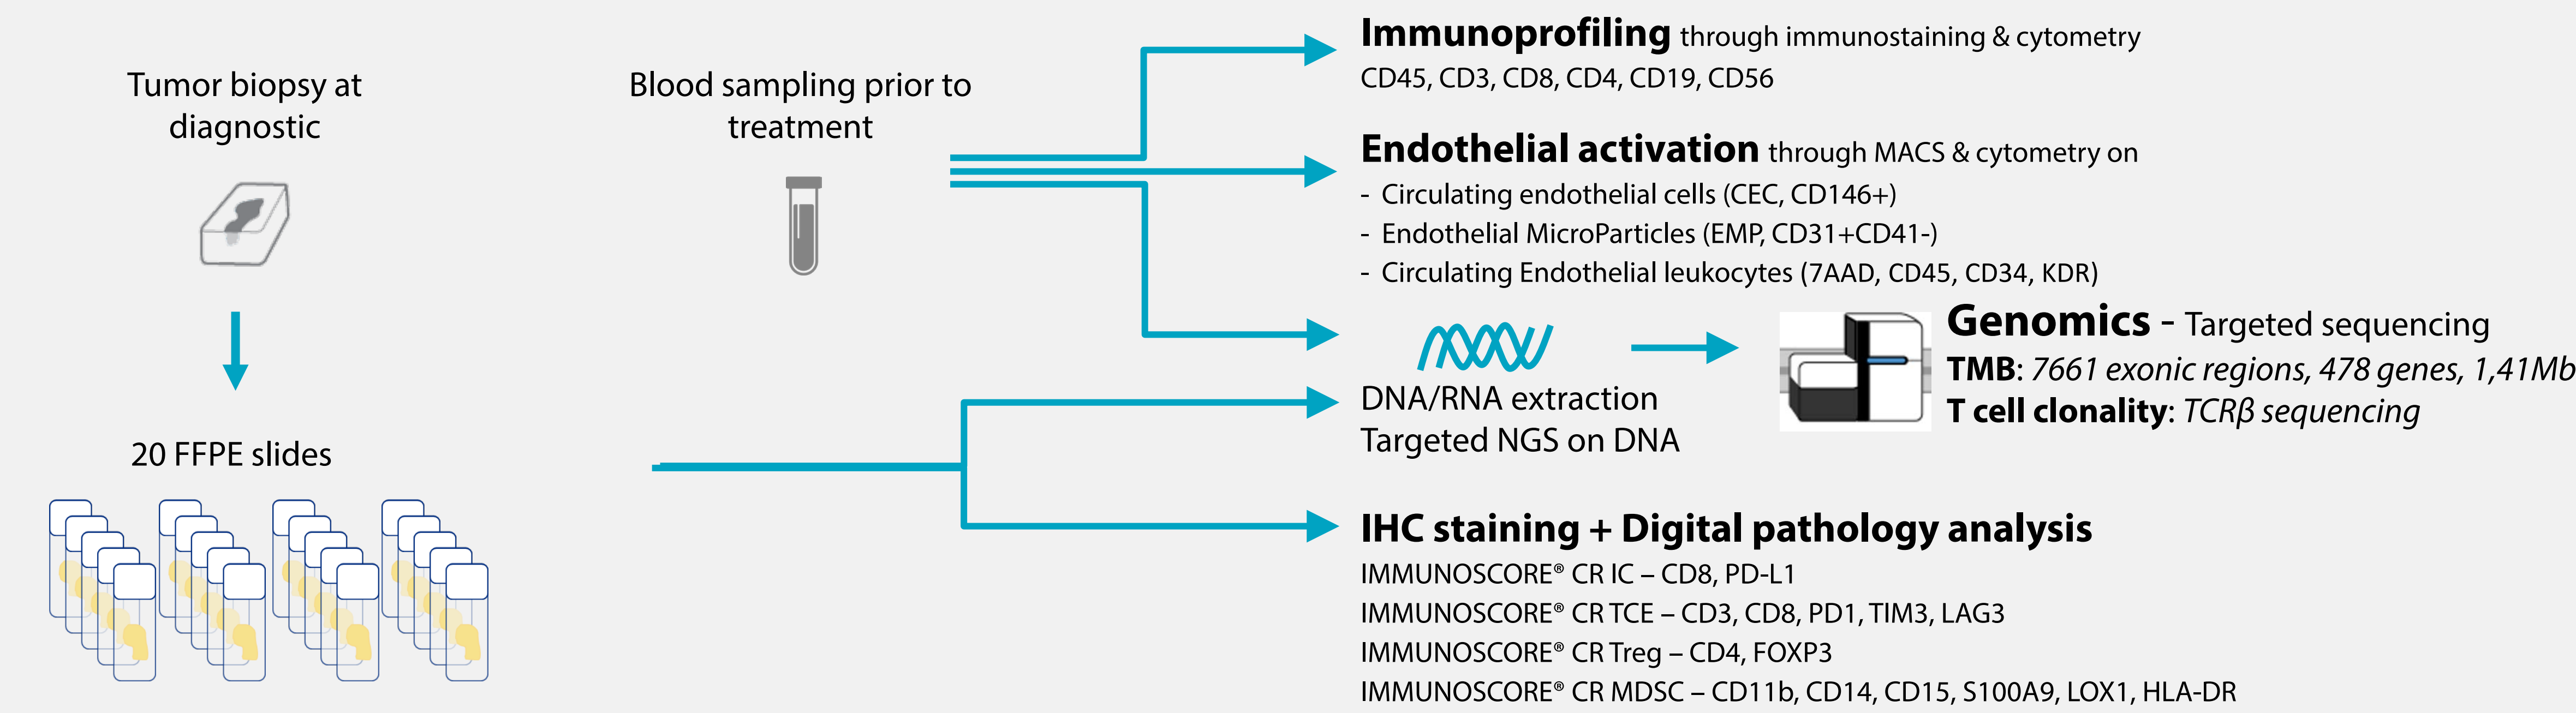 Tumor biopsy at
diagnostic
20 FFPE slides
Blood sampling prior to
treatment
Immunoprofiling through immunostaining & cytometry
CD45, CD3, CD8, CD4, CD19, CD56
Endothelial activation through MACS & cytometry on
- Circulating endothelial cells (CEC, CD146+)
- Endothelial MicroParticles (EMP, CD31+CD41-)
- Circulating Endothelial leukocytes (7AAD, CD45, CD34, KDR)
DNA/RNA extraction
Targeted NGS on DNA
Genomics - Targeted sequencing
TMB: 7661 exonic regions, 478 genes, 1,41Mb
T cell clonality: TCRβ sequencing
IHC staining + Digital pathology analysis
IMMUNOSCORE® CR IC – CD8, PD-L1
IMMUNOSCORE® CR TCE – CD3, CD8, PD1, TIM3, LAG3
IMMUNOSCORE® CR Treg – CD4, FOXP3
IMMUNOSCORE® CR MDSC – CD11b, CD14, CD15, S100A9, LOX1, HLA-DR